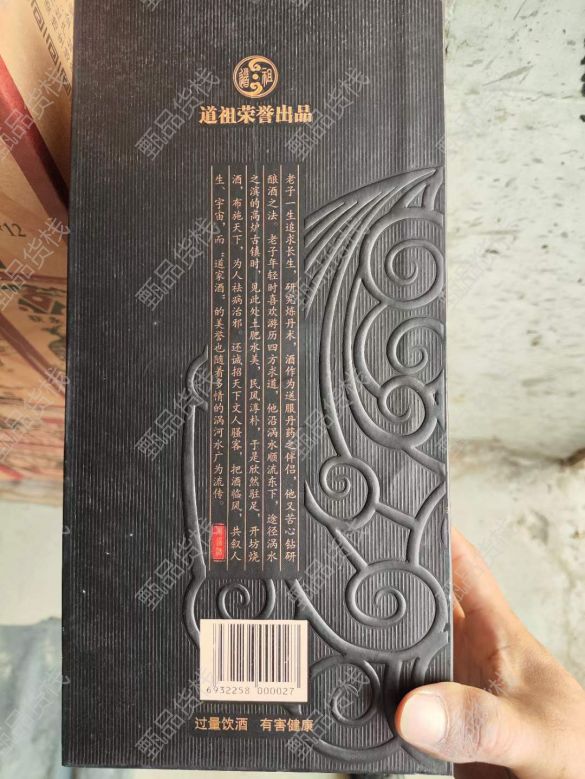 道祖
道祖荣誉出品
老子一生追求长生，研究炼丹术，酒作为送服丹药之伴侣，他又苦心钻研
酿酒之法。老子年轻时喜欢游历四方求道，他沿涡水顺流东下，途径涡水
之滨的高炉古镇时，见此处土肥水美，民风淳朴，于是欣然驻足，开坊烧
酒，布施天下，为人祛病治邪。还诚招天下文人骚客，把酒临风，共叙人
生、宇宙，而“道家酒”的美誉也随着多情的涡河水广为流传。
6932258 000027
过量饮酒 有害健康
*12
甄品货栈